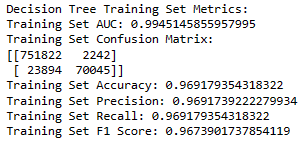 Decision Tree Training Set Metrics:
Training Set AUC: 0.9945145855957995
Training Set Confusion Matrix:
[[751822 2242]
[ 23894 70045]]
Training Set Accuracy: 0.969179354318322
Training Set Precision: 0.9691739222279934
Training Set Recall: 0.969179354318322
Training Set F1 Score: 0.9673901737854119